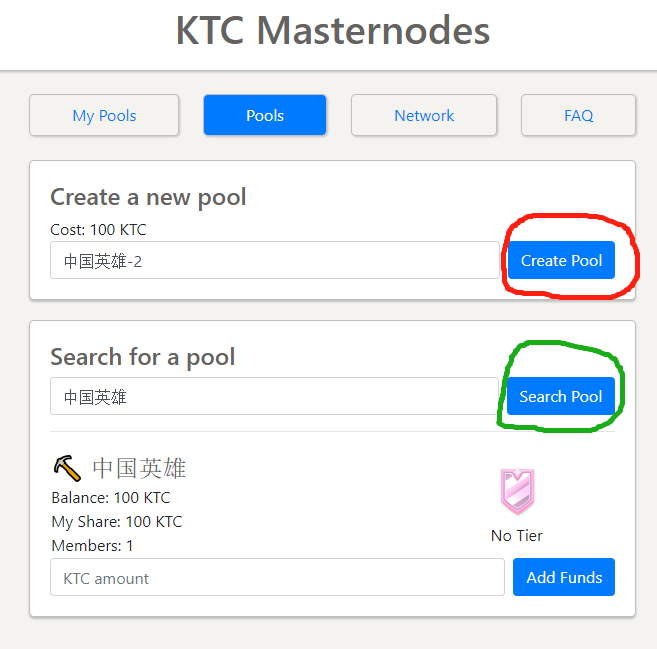 KTC Masternodes
My Pools Pools Network FAQ
Create a new pool
Cost: 100 KTC
中国英雄-2 Create Pool
Search for a pool
中国英雄 Search Pool
中国英雄
Balance: 100 KTC
My Share: 100 KTC
Members: 1
No Tier
KTC amount Add Funds